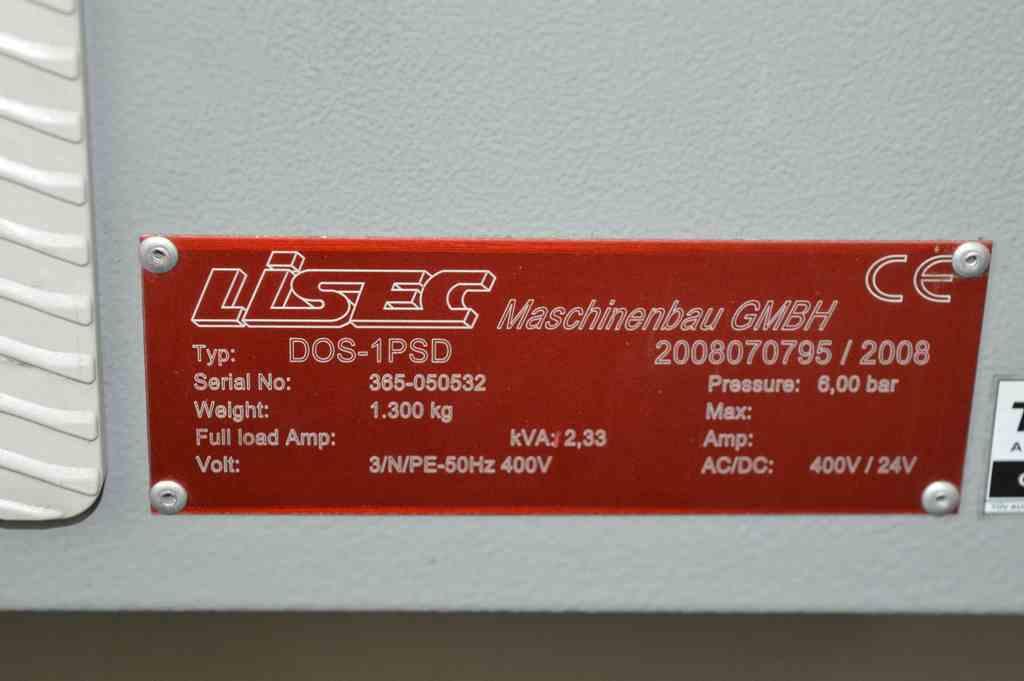 LiSEC Maschinenbau GMBH CE
Typ: DOS-1PSD 2008070795 / 2008
Serial No: 365-050532 Pressure: 6,00 bar
Weight: 1.300 kg Max:
Full load Amp: kVA: 2,33 Amp:
Volt: 3/N/PE-50Hz 400V AC/DC: 400V / 24V